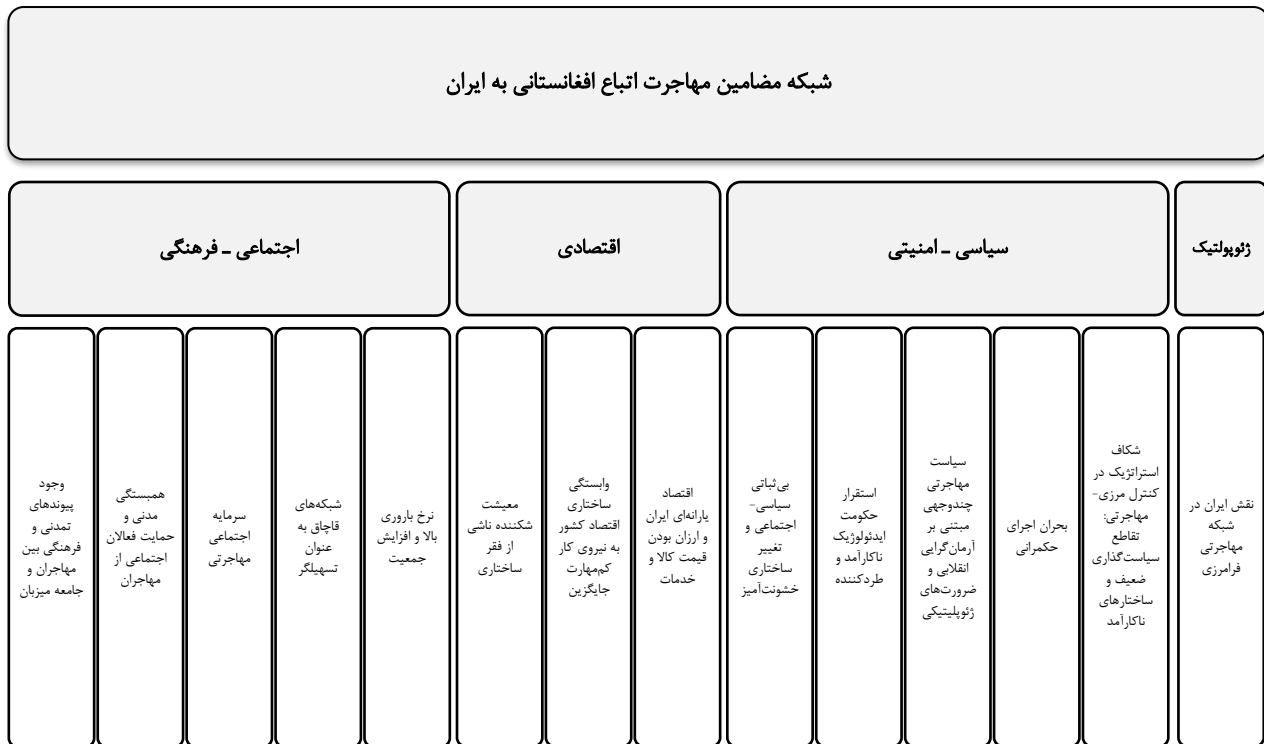 شبکه مضامین مهاجرت اتباع افغانستانی به ایران
ژئوپولتیک
سیاسی ـ امنیتی
اقتصادی
اجتماعی ـ فرهنگی
نقش ایران در
شبکه
مهاجرتی
فرامرزی
شکاف
استراتژیک در
کنترل مرزی-
مهاجرتی:
تقاطع
سیاست‌گذاری
ضعیف و
ساختارهای
ناکارآمد
بحران اجرای
حکمرانی
سیاست
مهاجرتی
چندوجهی
مبتنی بر
آرمان‌گرایی
انقلابی و
ضرورت‌های
ژئوپلیتیکی
استقرار
حکومت
ایدئولوژیک
ناکارآمد و
طردکننده
بی‌ثباتی
سیاسی-
اجتماعی و
تغییر
ساختاری
خشونت‌آمیز
اقتصاد
یارانه‌ای ایران
و ارزان بودن
قیمت کالا و
خدمات
وابستگی
ساختاری
اقتصاد کشور
به نیروی کار
کم‌مهارت
جایگزین
معیشت
شکننده ناشی
از فقر
ساختاری
نرخ باروری
بالا و افزایش
جمعیت
شبکه‌های
قاچاق به
عنوان
تسهیلگر
سرمایه
اجتماعی
مهاجرتی
همبستگی
مدنی و
حمایت فعالان
اجتماعی از
مهاجران
وجود
پیوندهای
تمدنی و
فرهنگی بین
مهاجران و
جامعه میزبان